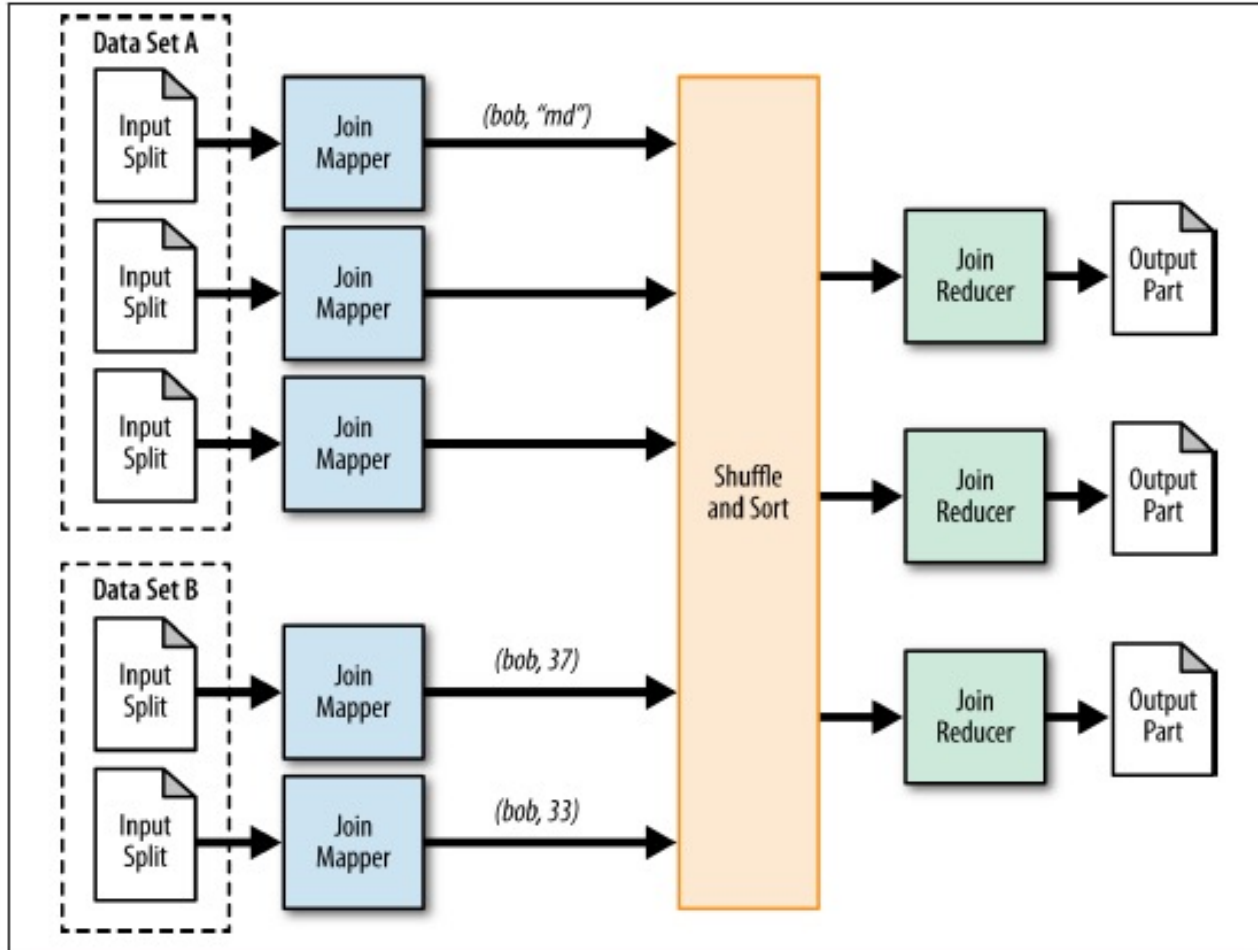 Data Set A
Input
Split
Join
Mapper
(bob, “md”)
Input
Split
Join
Mapper
Input
Split
Join
Mapper
Data Set B
Input
Split
Join
Mapper
(bob, 37)
Input
Split
Join
Mapper
(bob, 33)
Shuffle
and Sort
Join
Reducer
Output
Part
Join
Reducer
Output
Part
Join
Reducer
Output
Part